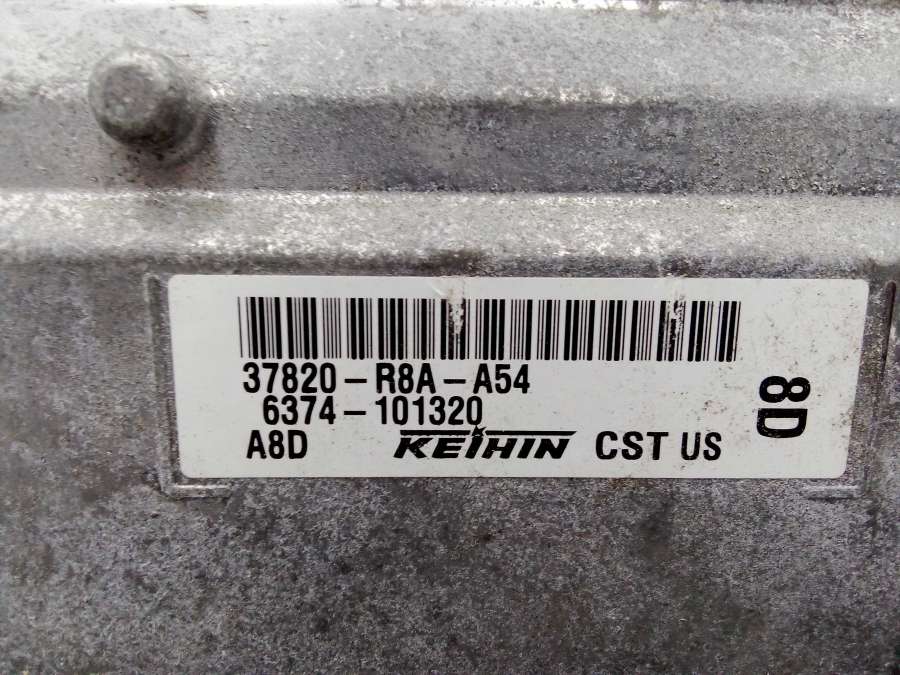 37820-R8A-A54
6374-101320
A8D KEIHIN CST US
8D